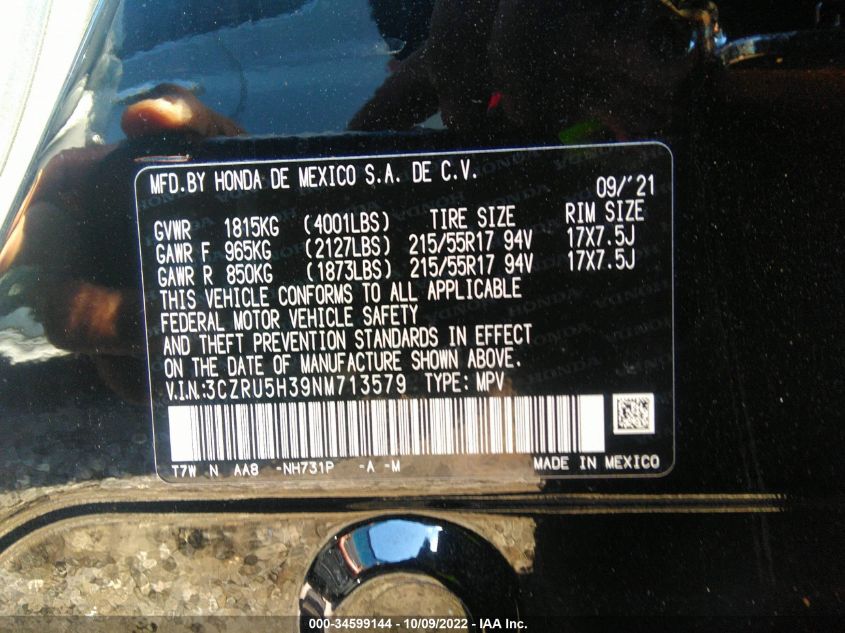 MFD.BY HONDA DE MEXICO S.A. DE C.V.
09/'21
GVWR 1815KG (4001LBS) TIRE SIZE RIM SIZE
GAWR F 965KG (2127LBS) 215/55R17 94V 17X7.5J
GAWR R 850KG (1873LBS) 215/55R17 94V 17X7.5J
THIS VEHICLE CONFORMS TO ALL APPLICABLE
FEDERAL MOTOR VEHICLE SAFETY
AND THEFT PREVENTION STANDARDS IN EFFECT
ON THE DATE OF MANUFACTURE SHOWN ABOVE.
V.I.N:3CZRU5H39NM713579 TYPE: MPV
T7W N AA8 -NH731P -A -M
MADE IN MEXICO
000-34599144 - 10/09/2022 - IAA Inc.